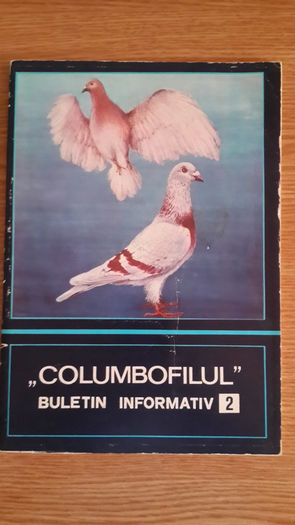 „COLUMBOFILUL”
BULETIN INFORMATIV 2